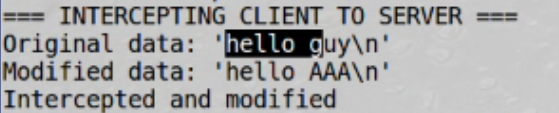 === INTERCEPTING CLIENT TO SERVER ===
Original data: 'hello guy\n'
Modified data: 'hello AAA\n'
Intercepted and modified